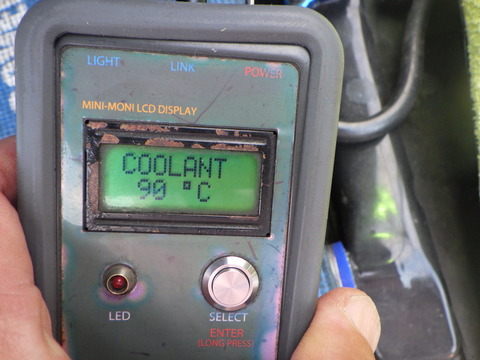 LIGHT LINK POWER
MINI-MONI LCD DISPLAY
COOLANT
90 °C
LED SELECT
ENTER
(LONG PRESS)